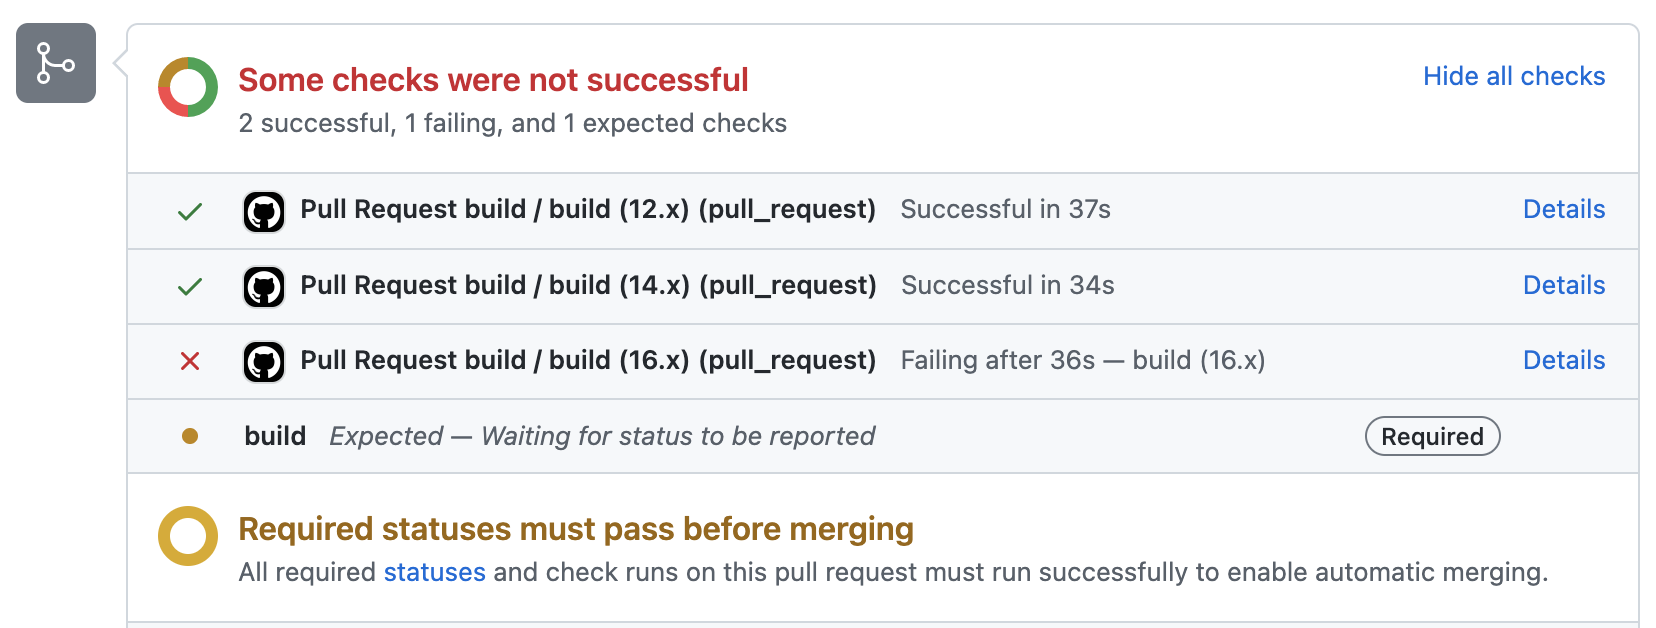 Some checks were not successful
Hide all checks
2 successful, 1 failing, and 1 expected checks
Pull Request build / build (12.x) (pull_request) Successful in 37s Details
Pull Request build / build (14.x) (pull_request) Successful in 34s Details
Pull Request build / build (16.x) (pull_request) Failing after 36s — build (16.x) Details
build Expected — Waiting for status to be reported Required
Required statuses must pass before merging
All required statuses and check runs on this pull request must run successfully to enable automatic merging.